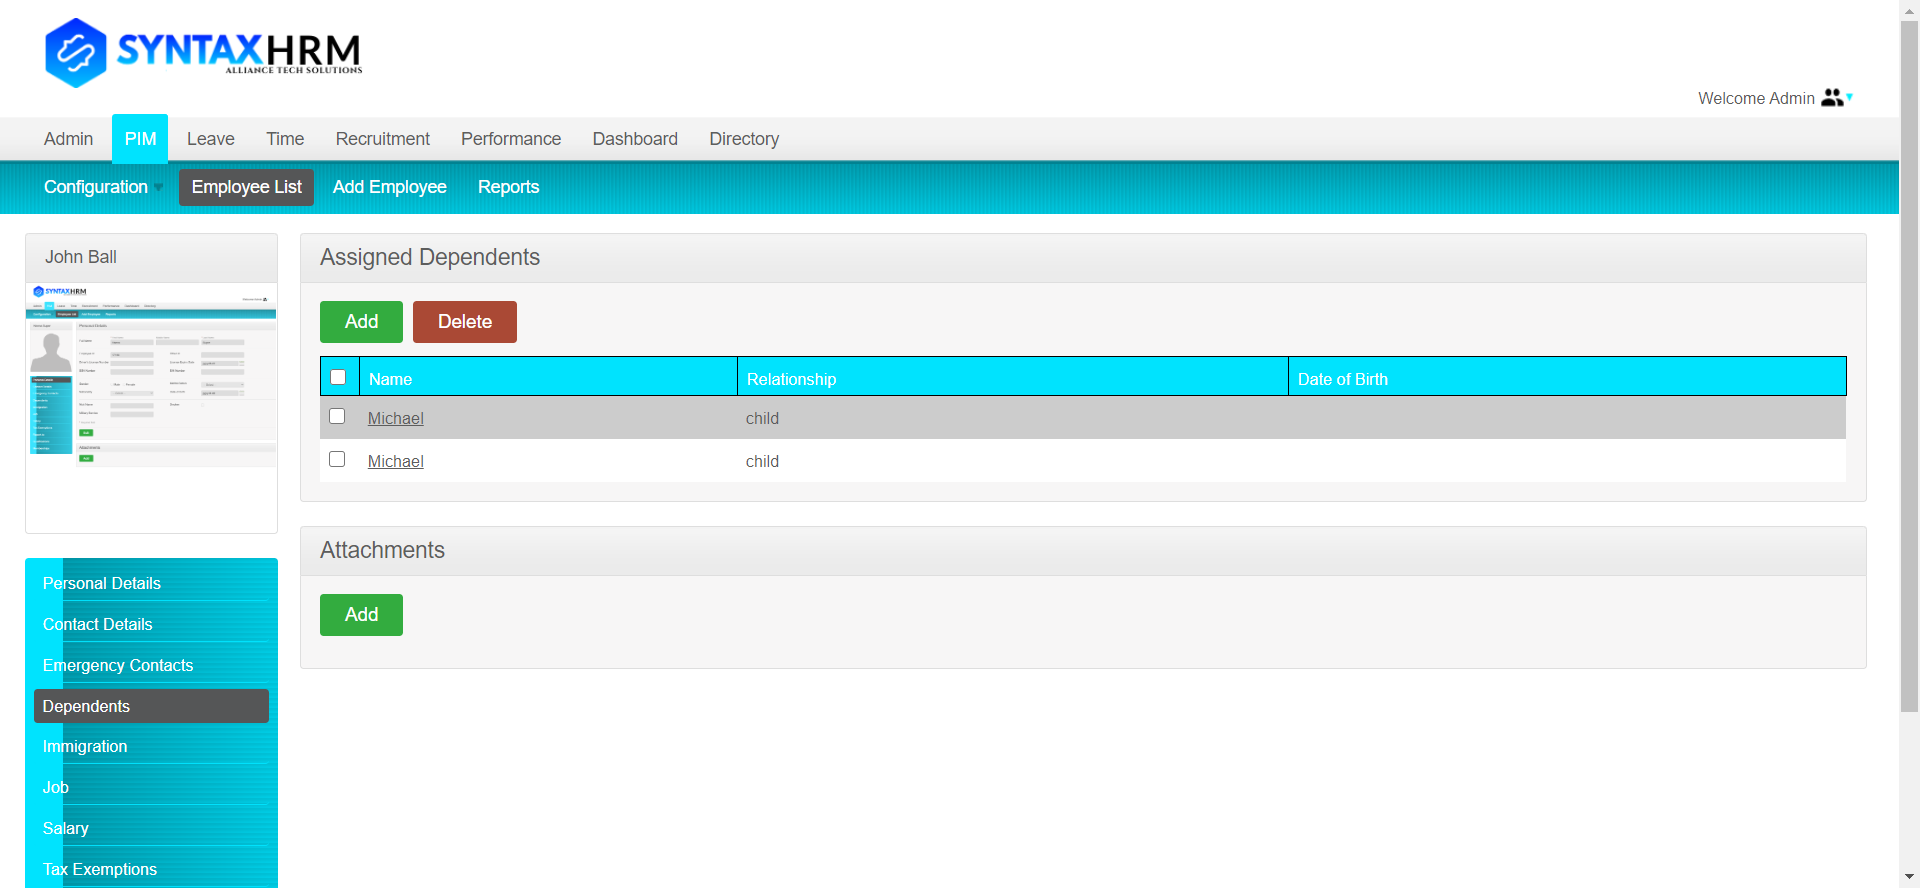 SYNTAXHRM
ALLIANCE TECH SOLUTIONS
Welcome Admin
Admin PIM Leave Time Recruitment Performance Dashboard Directory
Configuration Employee List Add Employee Reports
John Ball
SYNTAXHRM
Personal Details
Contact Details
Emergency Contacts
Dependents
Immigration
Job
Salary
Tax Exemptions
Assigned Dependents
Add Delete
Name Relationship Date of Birth
Michael child
Michael child
Attachments
Add